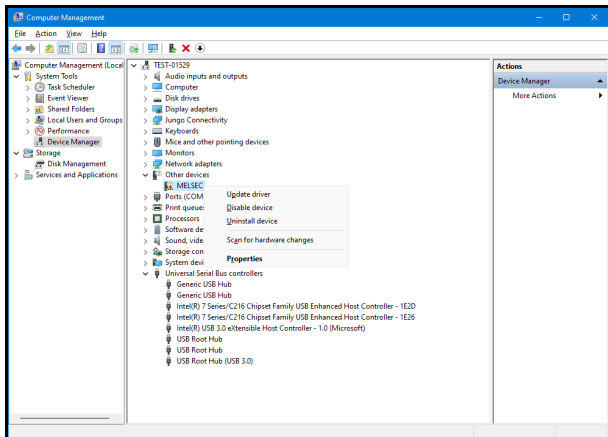 Computer Management
File Action View Help
Computer Management (Local
System Tools
Task Scheduler
Event Viewer
Shared Folders
Local Users and Groups
Performance
Device Manager
Storage
Disk Management
Services and Applications
TEST-01529
Audio inputs and outputs
Computer
Disk drives
Display adapters
Jungo Connectivity
Keyboards
Mice and other pointing devices
Monitors
Network adapters
Other devices
MELSEC
Ports (COM
Print queue
Processors
Software de
Sound, vide
Storage con
System devi
Universal Serial Bus controllers
Generic USB Hub
Generic USB Hub
Intel(R) 7 Series/C216 Chipset Family USB Enhanced Host Controller - 1E2D
Intel(R) 7 Series/C216 Chipset Family USB Enhanced Host Controller - 1E26
Intel(R) USB 3.0 eXtensible Host Controller - 1.0 (Microsoft)
USB Root Hub
USB Root Hub
USB Root Hub (USB 3.0)
Update driver
Disable device
Uninstall device
Scan for hardware changes
Properties
Actions
Device Manager
More Actions